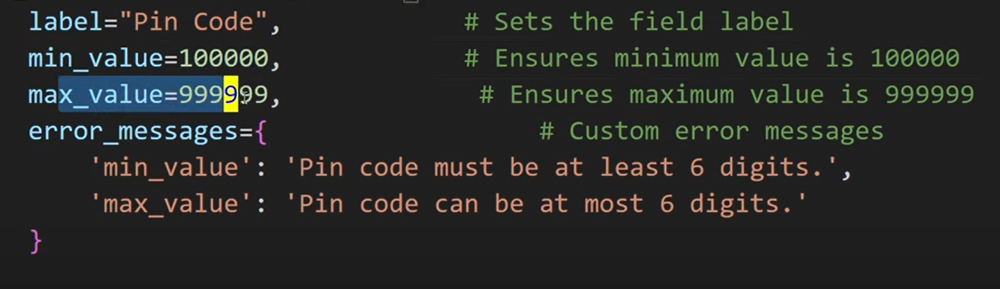 label="Pin Code",             # Sets the field label
min_value=100000,             # Ensures minimum value is 100000
max_value=999999,              # Ensures maximum value is 999999
error_messages={                   # Custom error messages
    'min_value': 'Pin code must be at least 6 digits.',
    'max_value': 'Pin code can be at most 6 digits.'
}